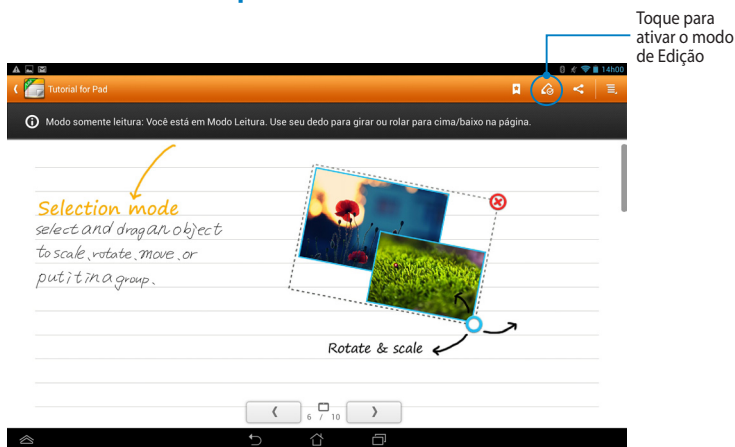 Toque para
ativar o modo
de Edição
14h00
Tutorial for Pad
Modo somente leitura: Você está em Modo Leitura. Use seu dedo para girar ou rolar para cima/baixo na página.
Selection mode
select and drag an object
to scale, rotate, move, or
put it in a group.
Rotate & scale
6 / 10